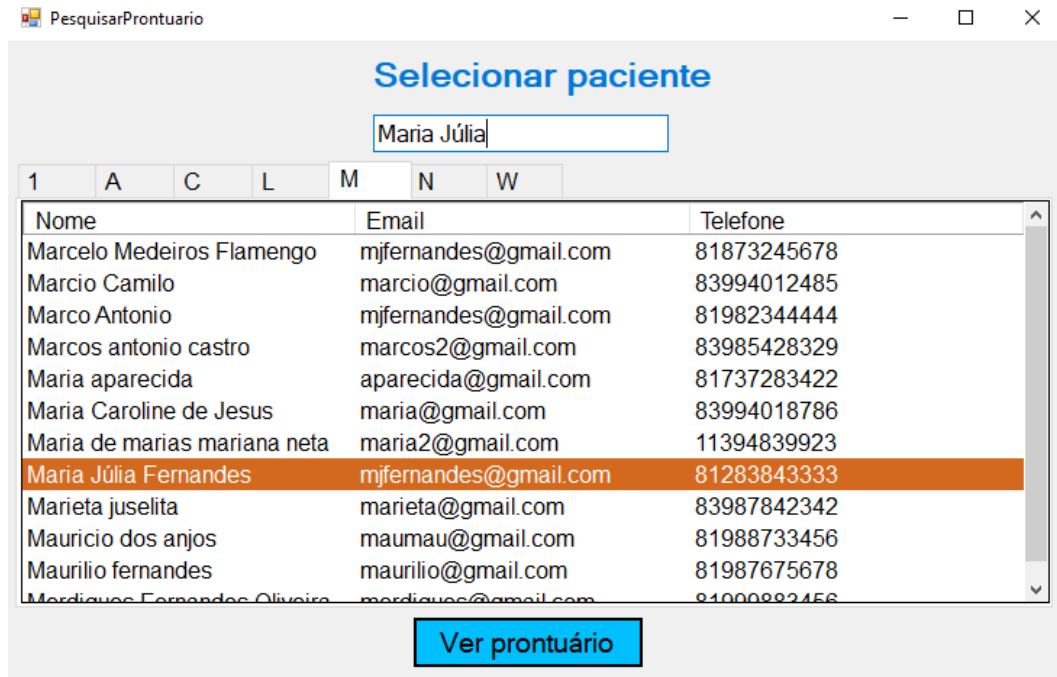 PesquisarProntuario
Selecionar paciente
Maria Júlia
1 A C L M N W
Nome Email Telefone
Marcelo Medeiros Flamengo mjfernandes@gmail.com 81873245678
Marcio Camilo marcio@gmail.com 83994012485
Marco Antonio mjfernandes@gmail.com 81982344444
Marcos antonio castro marcos2@gmail.com 83985428329
Maria aparecida aparecida@gmail.com 81737283422
Maria Caroline de Jesus maria@gmail.com 83994018786
Maria de marias mariana neta maria2@gmail.com 11394839923
Maria Júlia Fernandes mjfernandes@gmail.com 81283843333
Marieta juselita marieta@gmail.com 83987842342
Mauricio dos anjos maumau@gmail.com 81988733456
Maurilio fernandes maurilio@gmail.com 81987675678
Fernandes Oliveira
Ver prontuário